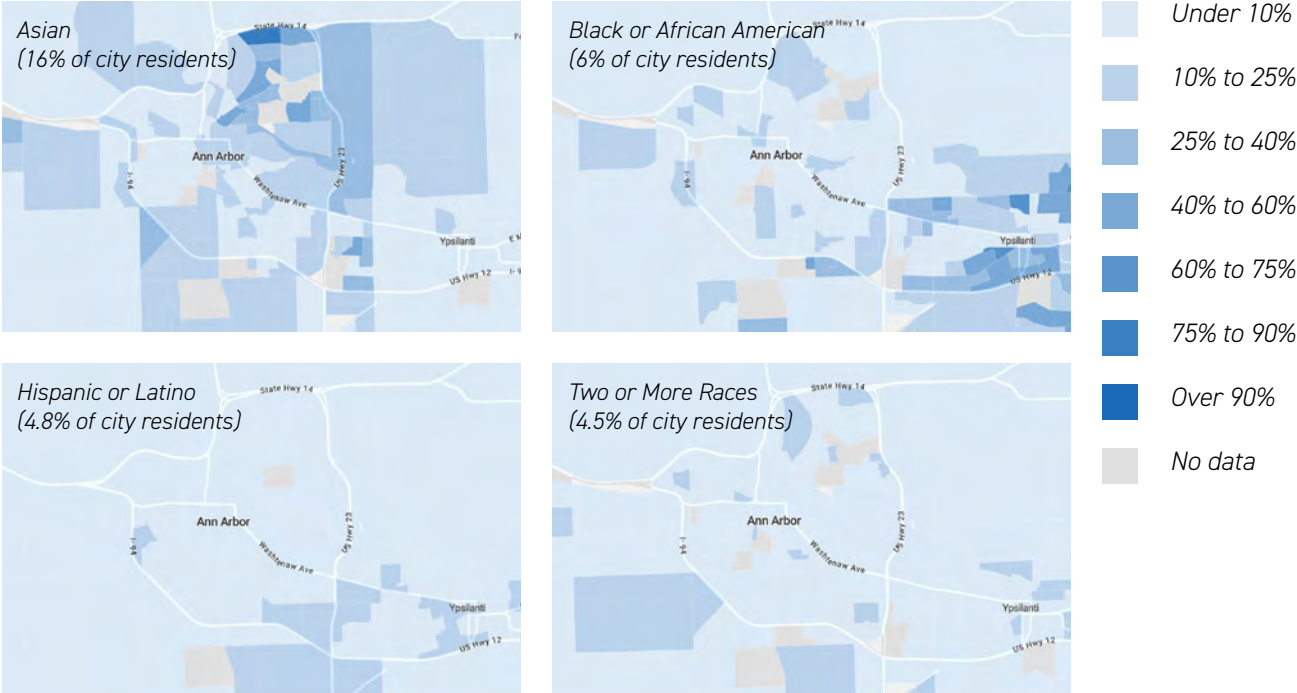 Asian
(16% of city residents)
State Hwy 14
Ann Arbor
I-94
Washtenaw Ave
US Hwy 23
Ypsilanti
US Hwy 12
Black or African American
(6% of city residents)
State Hwy 14
Ann Arbor
I-94
Washtenaw Ave
US Hwy 23
Ypsilanti
US Hwy 12
Hispanic or Latino
(4.8% of city residents)
State Hwy 14
Ann Arbor
I-94
Washtenaw Ave
US Hwy 23
Ypsilanti
US Hwy 12
Two or More Races
(4.5% of city residents)
State Hwy 14
Ann Arbor
I-94
Washtenaw Ave
US Hwy 23
Ypsilanti
US Hwy 12
Under 10%
10% to 25%
25% to 40%
40% to 60%
60% to 75%
75% to 90%
Over 90%
No data